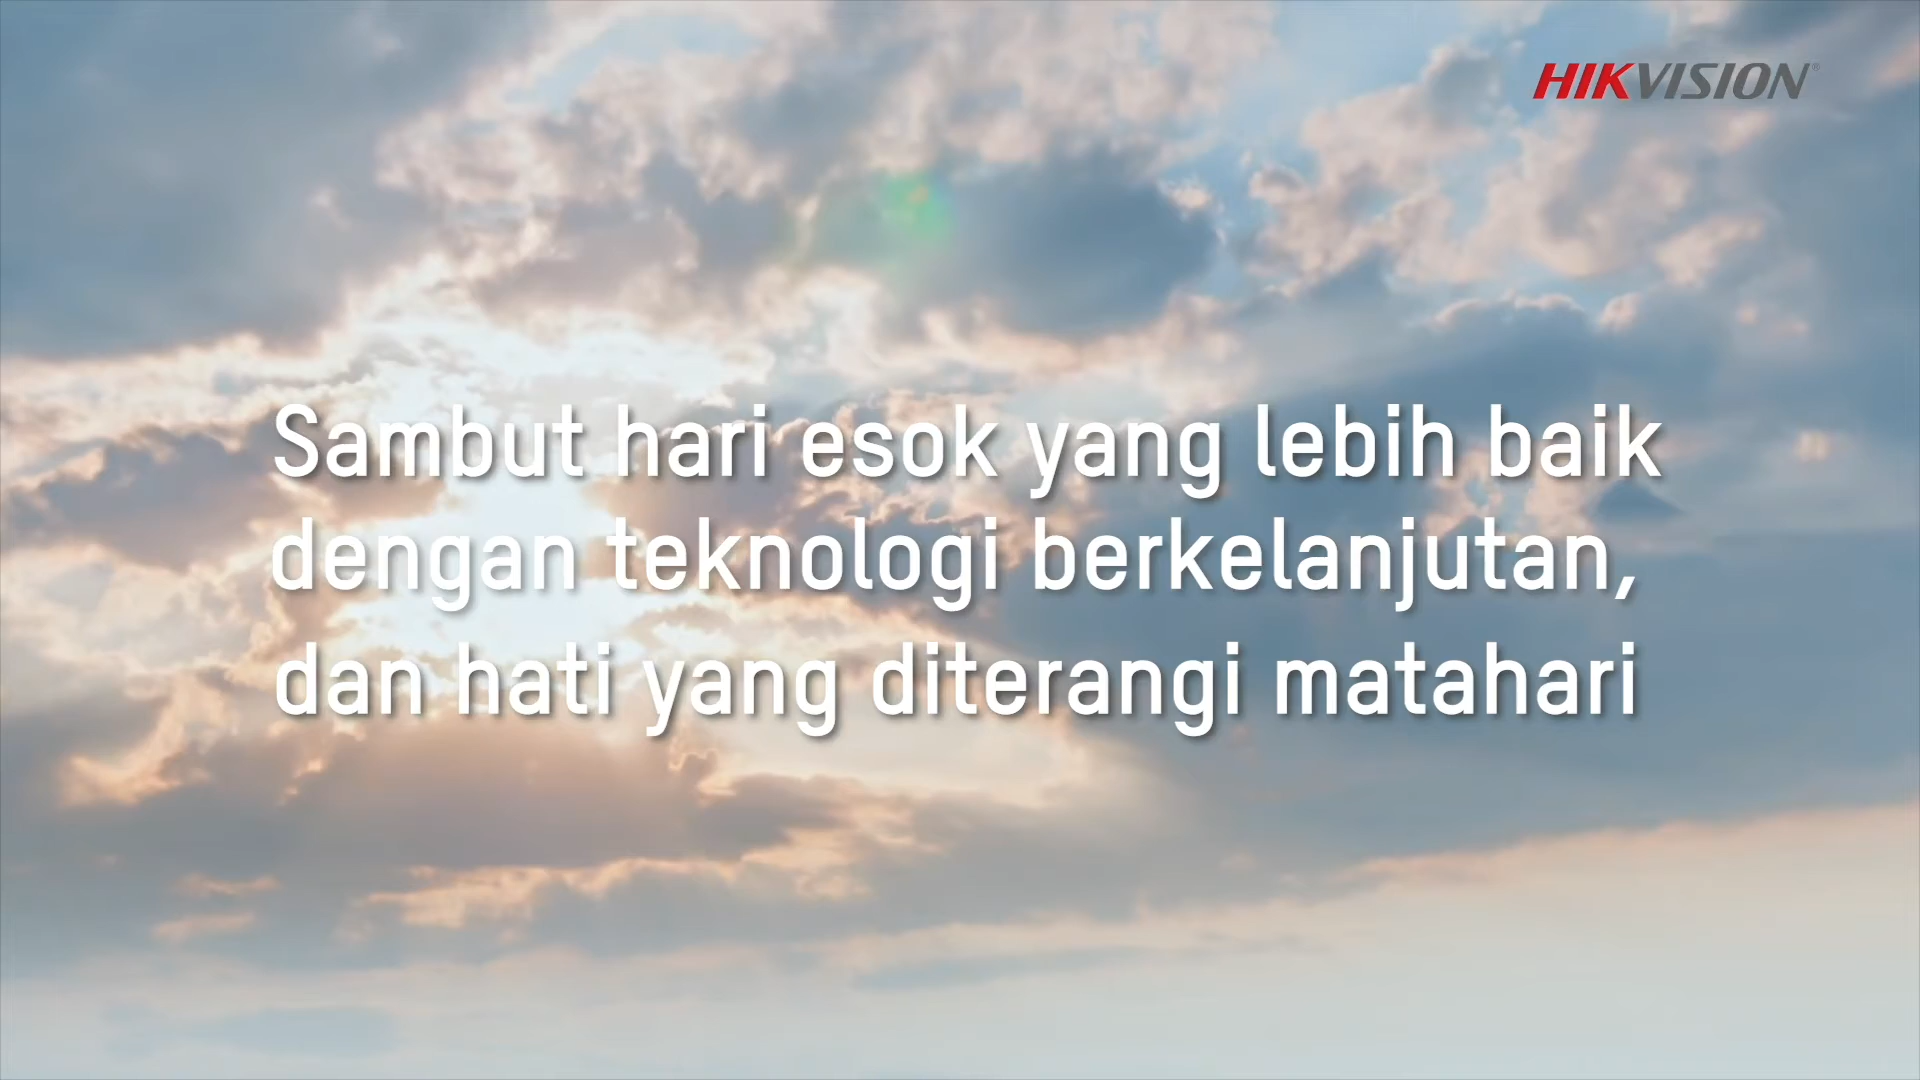 HIKVISION®
Sambut hari esok yang lebih baik
dengan teknologi berkelanjutan,
dan hati yang diterangi matahari